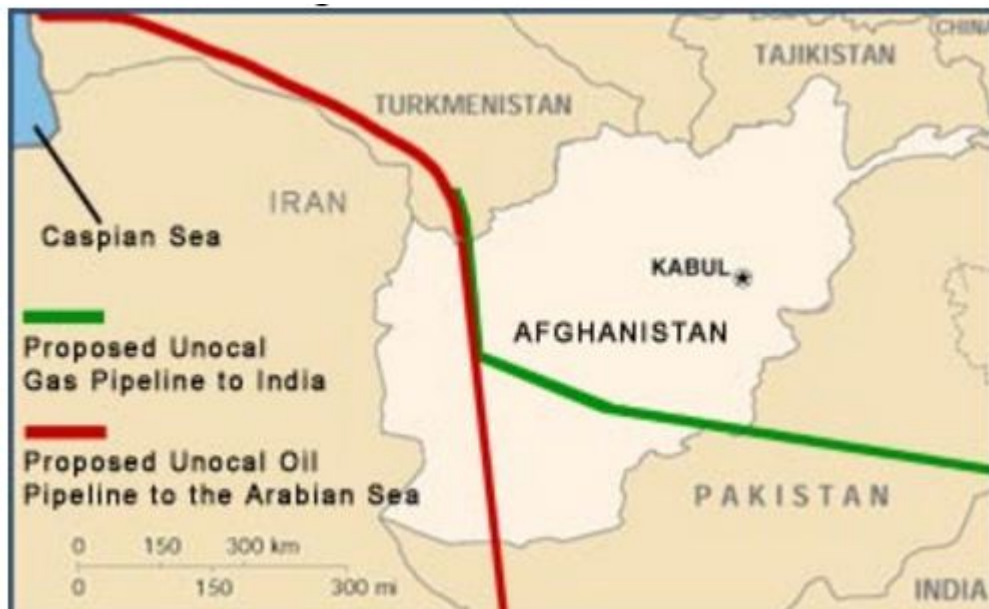 CHINA
TAJIKISTAN
TURKMENISTAN
IRAN
Caspian Sea
KABUL
AFGHANISTAN
Proposed Unocal
Gas Pipeline to India
Proposed Unocal Oil
Pipeline to the Arabian Sea
PAKISTAN
0 150 300 km
0 150 300 mi
INDIA